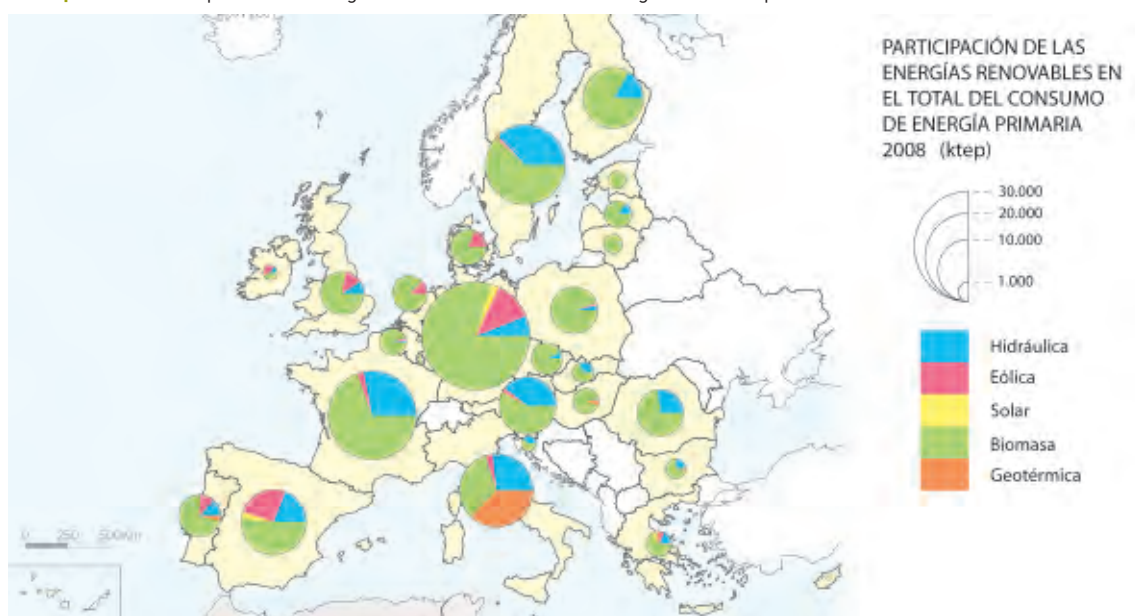 PARTICIPACIÓN DE LAS
ENERGÍAS RENOVABLES EN
EL TOTAL DEL CONSUMO
DE ENERGÍA PRIMARIA
2008 (ktep)
30.000
20.000
10.000
1.000
Hidráulica
Eólica
Solar
Biomasa
Geotérmica
0 250 500Km